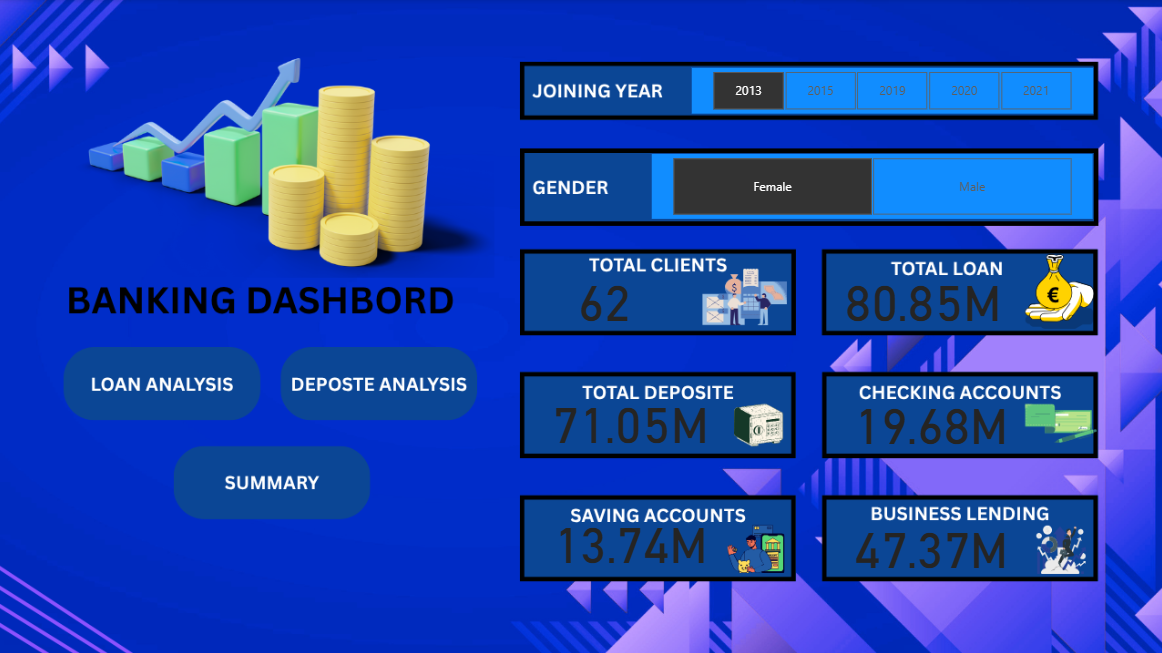 BANKING DASHBORD
LOAN ANALYSIS
DEPOSTE ANALYSIS
SUMMARY
JOINING YEAR
2013 2015 2019 2020 2021
GENDER
Female Male
TOTAL CLIENTS
62
$
TOTAL LOAN
80.85M
€
TOTAL DEPOSITE
71.05M
CHECKING ACCOUNTS
19.68M
SAVING ACCOUNTS
13.74M
BUSINESS LENDING
47.37M